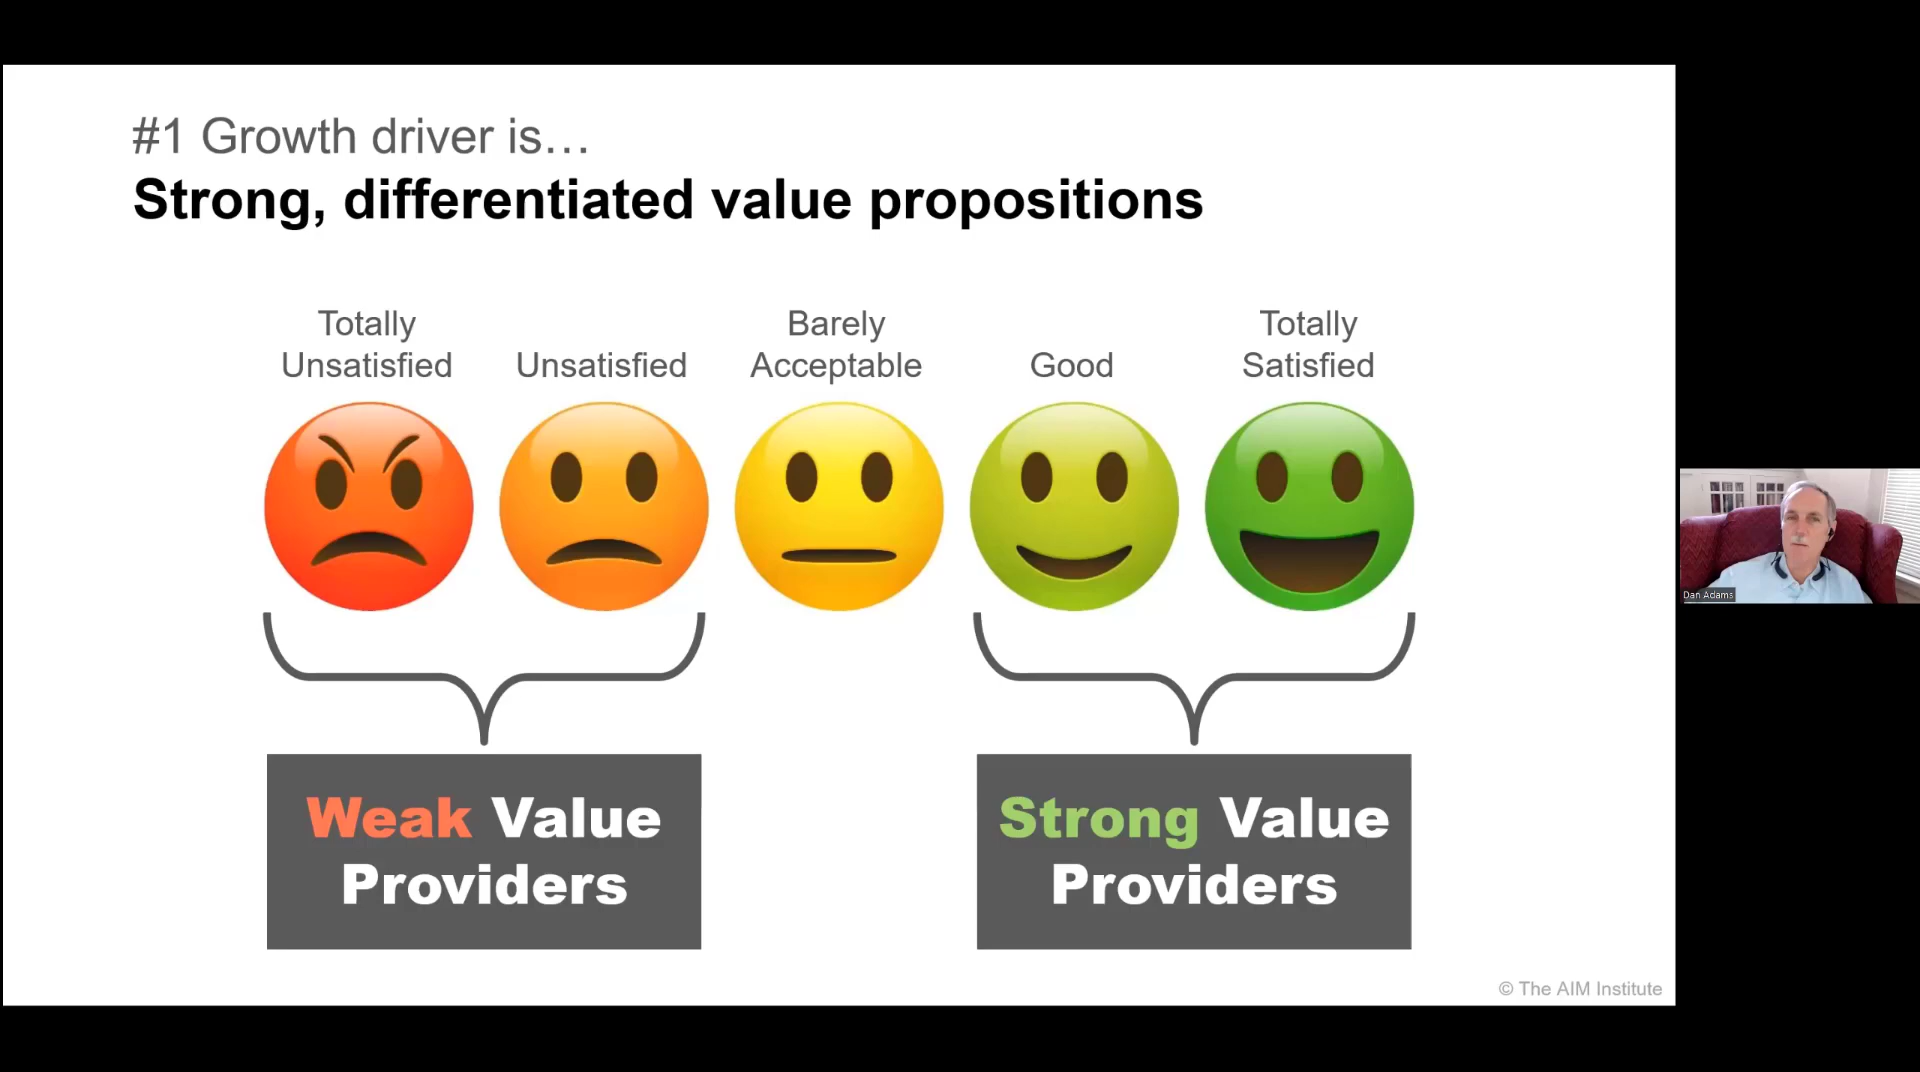 #1 Growth driver is…
Strong, differentiated value propositions
Totally
Unsatisfied
Unsatisfied
Barely
Acceptable
Good
Totally
Satisfied
Weak Value
Providers
Strong Value
Providers
© The AIM Institute
Dan Adams